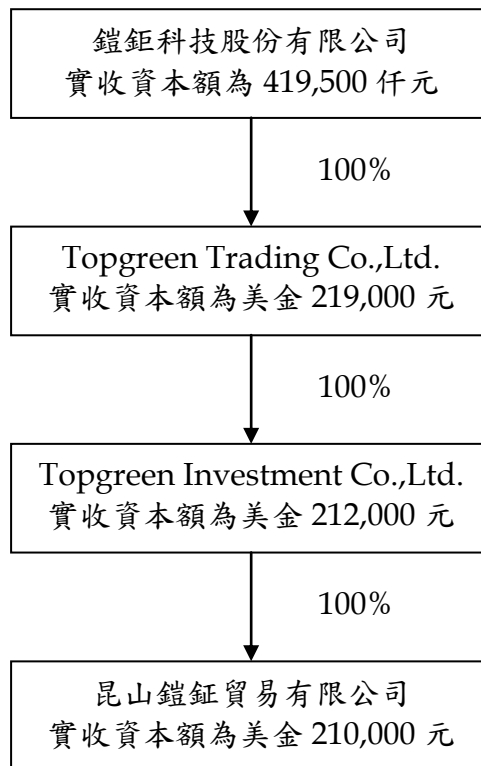 鎧鉅科技股份有限公司
實收資本額為 419,500 仟元
100%
Topgreen Trading Co.,Ltd.
實收資本額為美金 219,000 元
100%
Topgreen Investment Co.,Ltd.
實收資本額為美金 212,000 元
100%
昆山鎧鉦貿易有限公司
實收資本額為美金 210,000 元